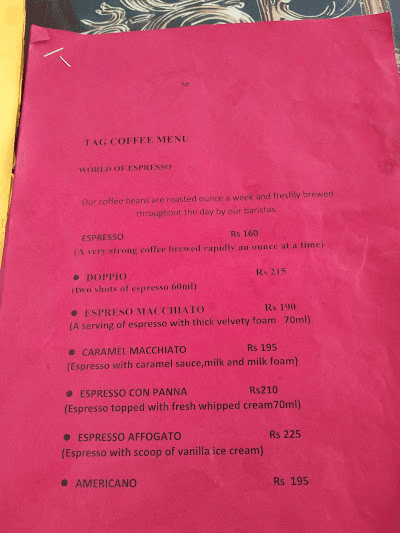 TAG COFFEE MENU
WORLD OF ESPRESSO
Our coffee beans are roasted ounce a week and freshlly brewed
throughout the day by our baristas.
ESPRESSO Rs 160
(A very strong coffee brewed rapidly an ounce at a time)
• DOPPIO Rs 215
(two shots of espresso 60ml)
• ESPRESO MACCHIATO Rs 190
(A serving of espresso with thick velvety foam 70ml)
• CARAMEL MACCHIATO Rs 195
(Espresso with caramel sauce,milk and milk foam)
• ESPRESSO CON PANNA Rs210
(Espresso topped with fresh whipped cream70ml)
• ESPRESSO AFFOGATO Rs 225
(Espresso with scoop of vanilla ice cream)
• AMERICANO Rs 195